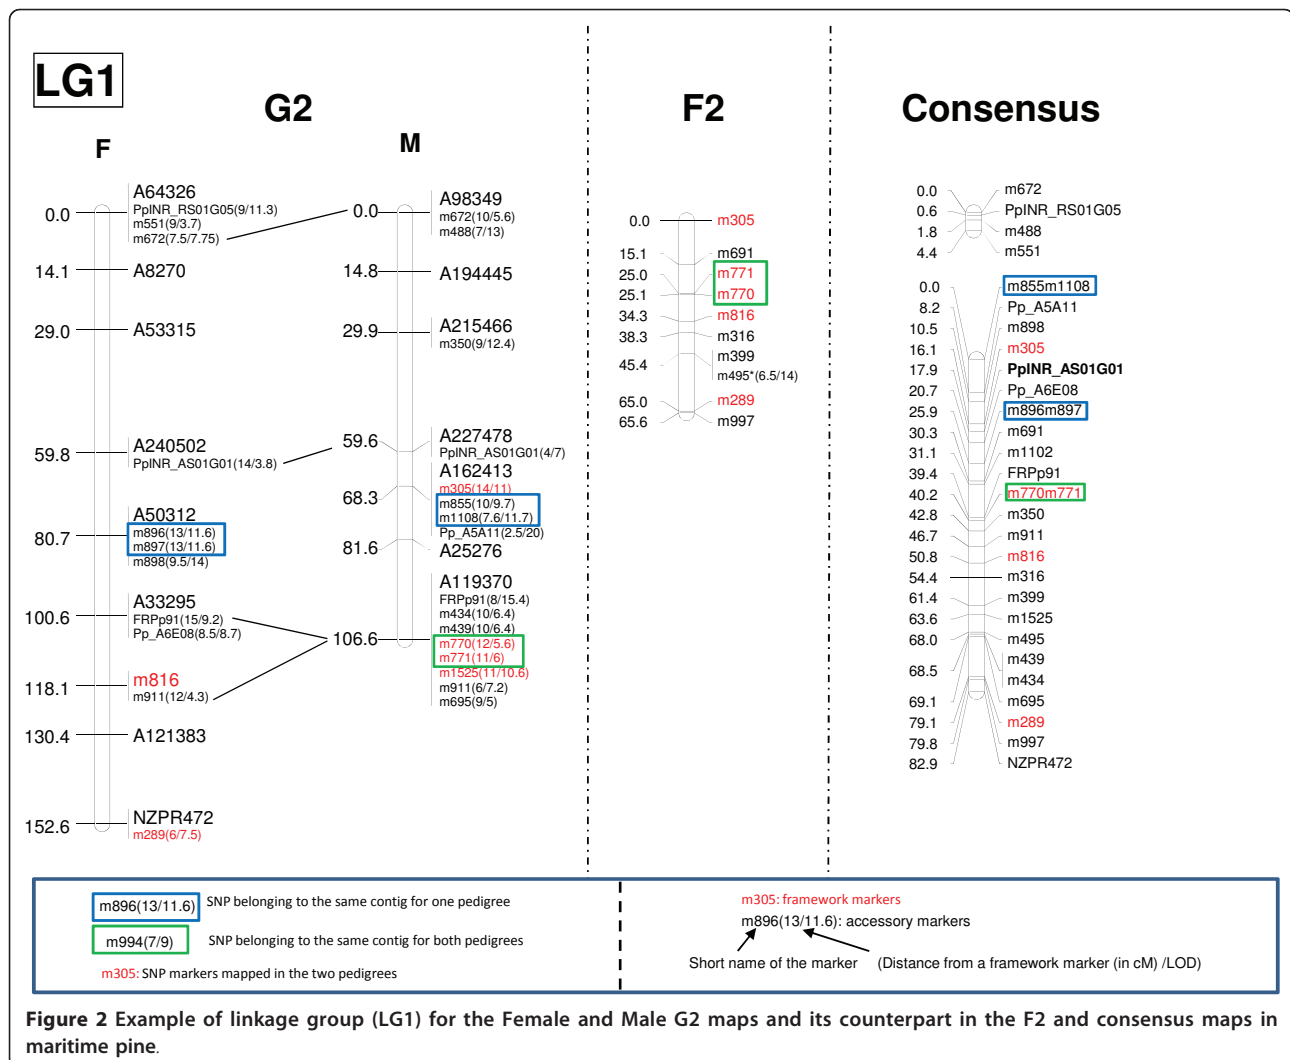 LG1
G2
F
M
F2
Consensus
0.0
A64326
PpINR_RS01G05(9/11.3)
m551(9/3.7)
m672(7.5/7.75)
14.1 A8270
29.0 A53315
59.8
A240502
PpINR_AS01G01(14/3.8)
80.7
A50312
m896(13/11.6)
m897(13/11.6)
m898(9.5/14)
100.6
A33295
FRPp91(15/9.2)
Pp_A6E08(8.5/8.7)
118.1
m816
m911(12/4.3)
130.4 A121383
152.6
NZPR472
m289(6/7.5)
0.0
A98349
m672(10/5.6)
m488(7/13)
14.8 A194445
29.9
A215466
m350(9/12.4)
59.6
A227478
PpINR_AS01G01(4/7)
68.3
A162413
m305(14/11)
m855(10/9.7)
m1108(7.6/11.7)
Pp_A5A11(2.5/20)
81.6 A25276
106.6
A119370
FRPp91(8/15.4)
m434(10/6.4)
m439(10/6.4)
m770(12/5.6)
m771(11/6)
m1525(11/10.6)
m911(6/7.2)
m695(9/5)
0.0 m305
15.1 m691
25.0 m771
25.1 m770
34.3 m816
38.3 m316
45.4
m399
m495*(6.5/14)
65.0 m289
65.6 m997
0.0 m672
0.6 PpINR_RS01G05
1.8 m488
4.4 m551
0.0 m855m1108
8.2 Pp_A5A11
10.5 m898
16.1 m305
17.9 PpINR_AS01G01
20.7 Pp_A6E08
25.9 m896m897
30.3 m691
31.1 m1102
39.4 FRPp91
40.2 m770m771
42.8 m350
46.7 m911
50.8 m816
54.4 m316
61.4 m399
63.6 m1525
68.0 m495
68.5
m439
m434
69.1 m695
79.1 m289
79.8 m997
82.9 NZPR472
m896(13/11.6) SNP belonging to the same contig for one pedigree
m994(7/9) SNP belonging to the same contig for both pedigrees
m305: SNP markers mapped in the two pedigrees
m305: framework markers
m896(13/11.6): accessory markers
Short name of the marker (Distance from a framework marker (in cM) /LOD)
Figure 2 Example of linkage group (LG1) for the Female and Male G2 maps and its counterpart in the F2 and consensus maps in
maritime pine.